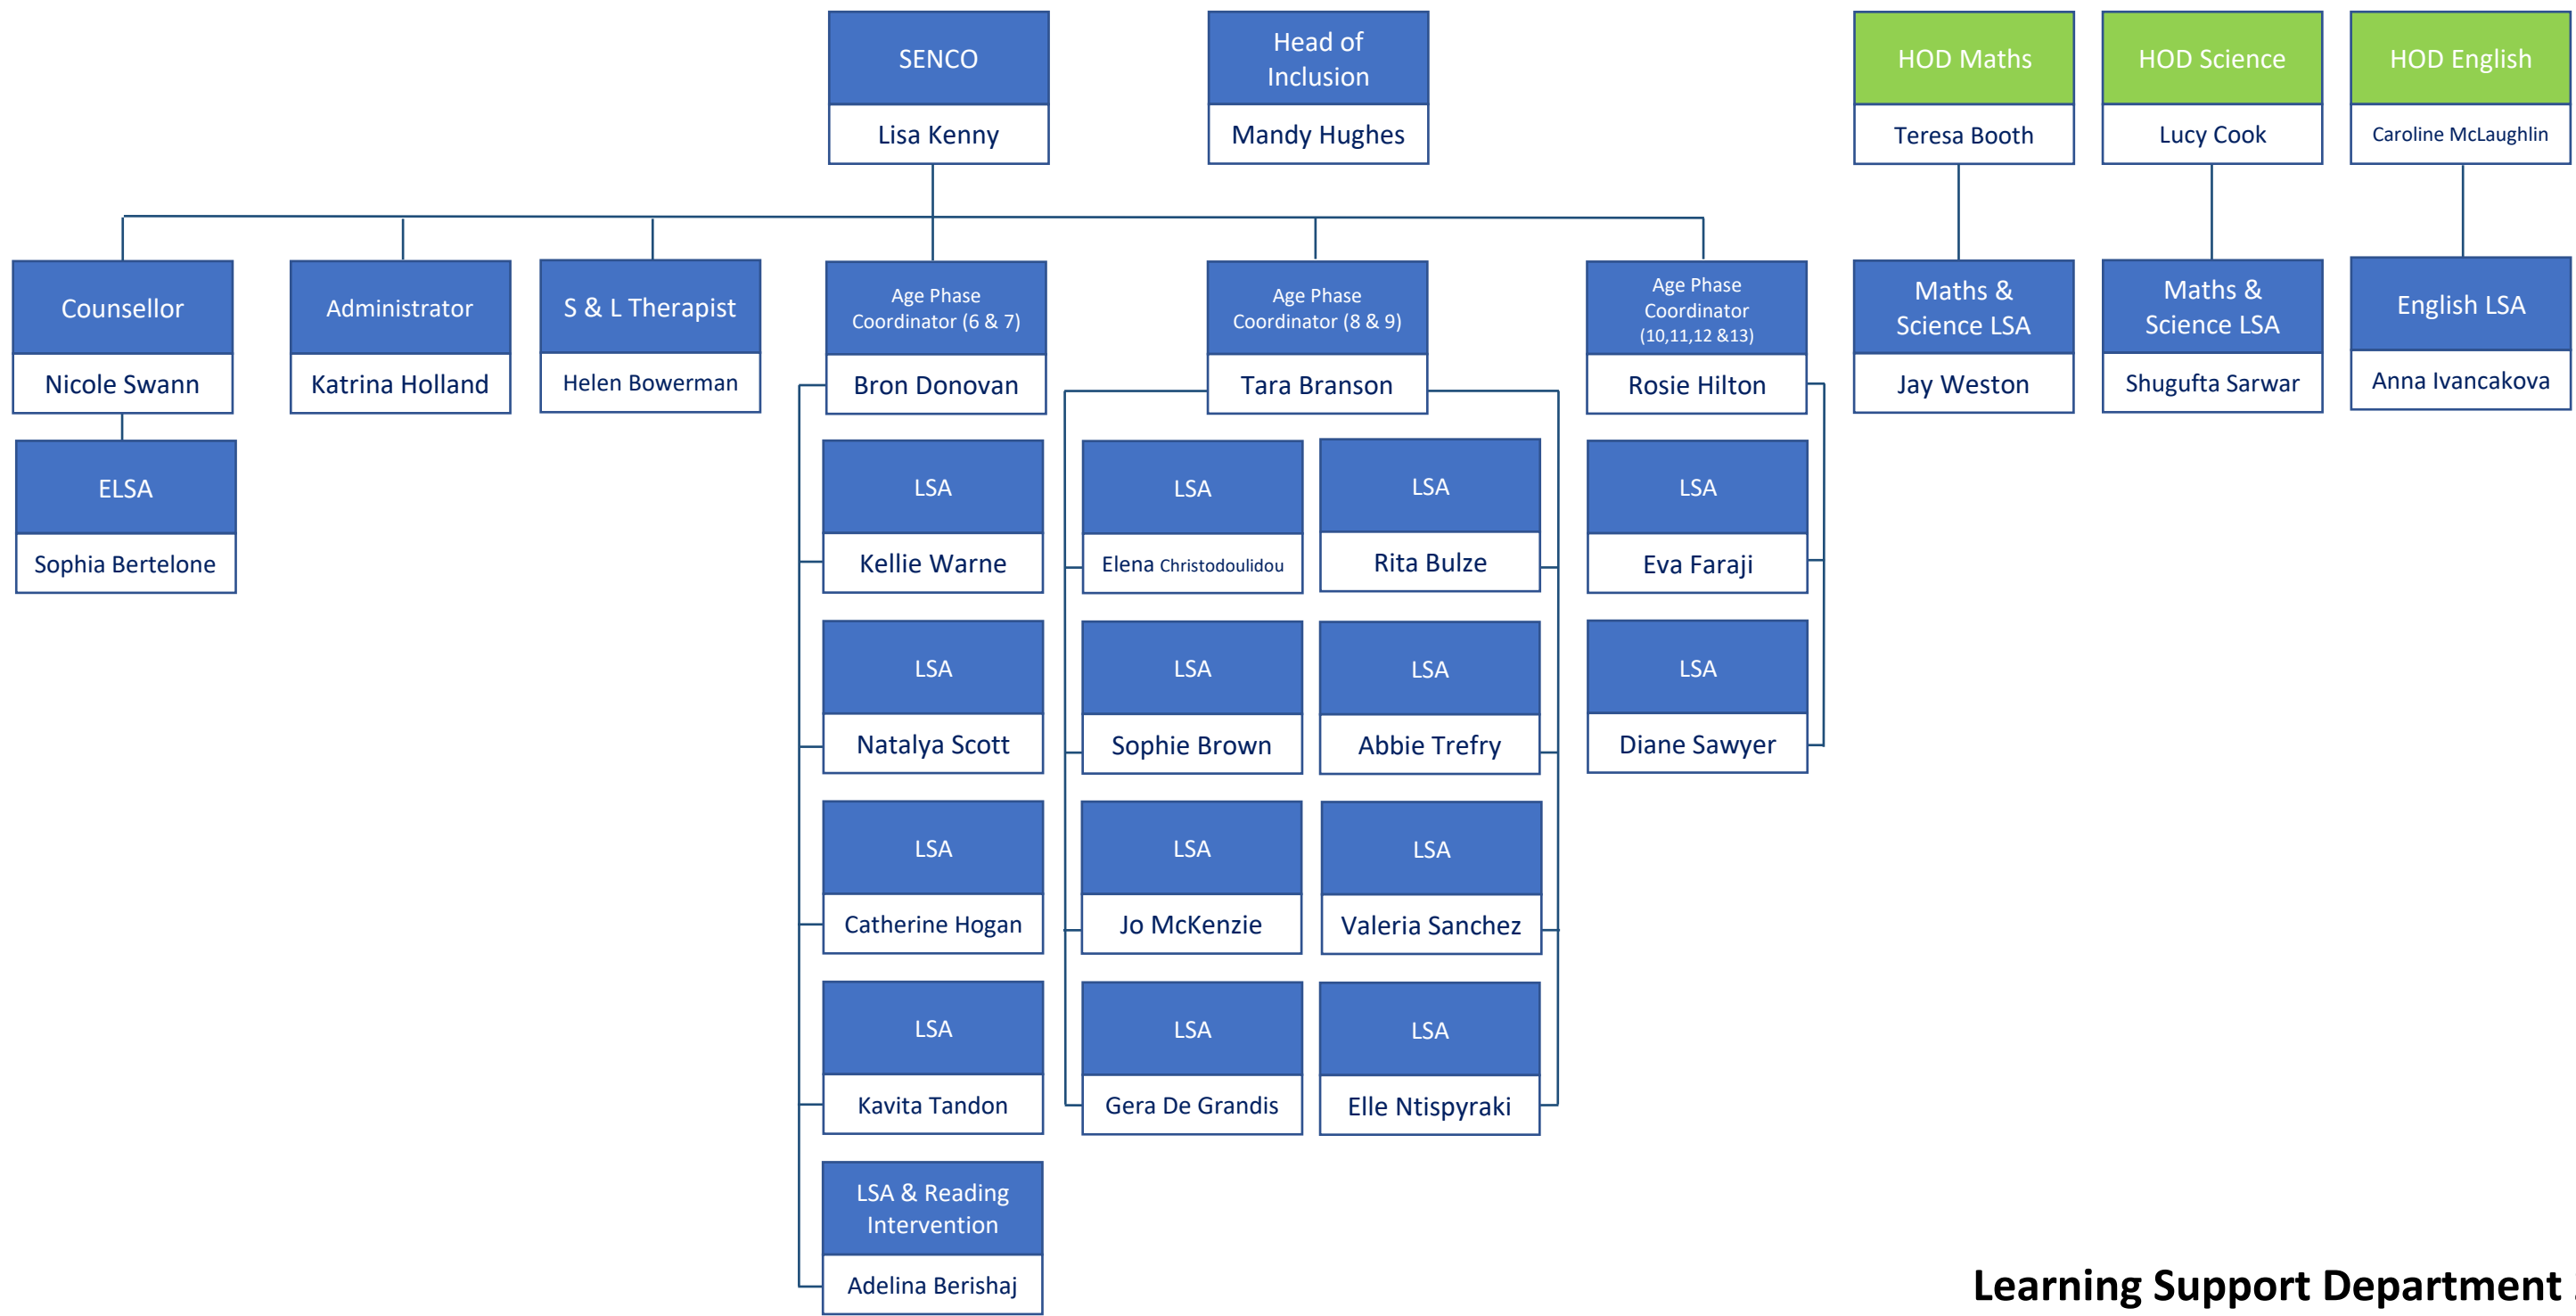 SENCO
Lisa Kenny
Head of
Inclusion
Mandy Hughes
HOD Maths
Teresa Booth
HOD Science
Lucy Cook
HOD English
Caroline McLaughlin
Counsellor
Nicole Swann
Administrator
Katrina Holland
S & L Therapist
Helen Bowerman
Age Phase
Coordinator (6 & 7)
Bron Donovan
Age Phase
Coordinator (8 & 9)
Tara Branson
Age Phase
Coordinator
(10,11,12 &13)
Rosie Hilton
Maths &
Science LSA
Jay Weston
Maths &
Science LSA
Shugufta Sarwar
English LSA
Anna Ivancakova
ELSA
Sophia Bertelone
LSA
Kellie Warne
LSA
Elena Christodoulidou
LSA
Rita Bulze
LSA
Eva Faraji
LSA
Natalya Scott
LSA
Sophie Brown
LSA
Abbie Trefry
LSA
Diane Sawyer
LSA
Catherine Hogan
LSA
Jo McKenzie
LSA
Valeria Sanchez
LSA
Kavita Tandon
LSA
Gera De Grandis
LSA
Elle Ntispyraki
LSA & Reading
Intervention
Adelina Berishaj
Learning Support Department